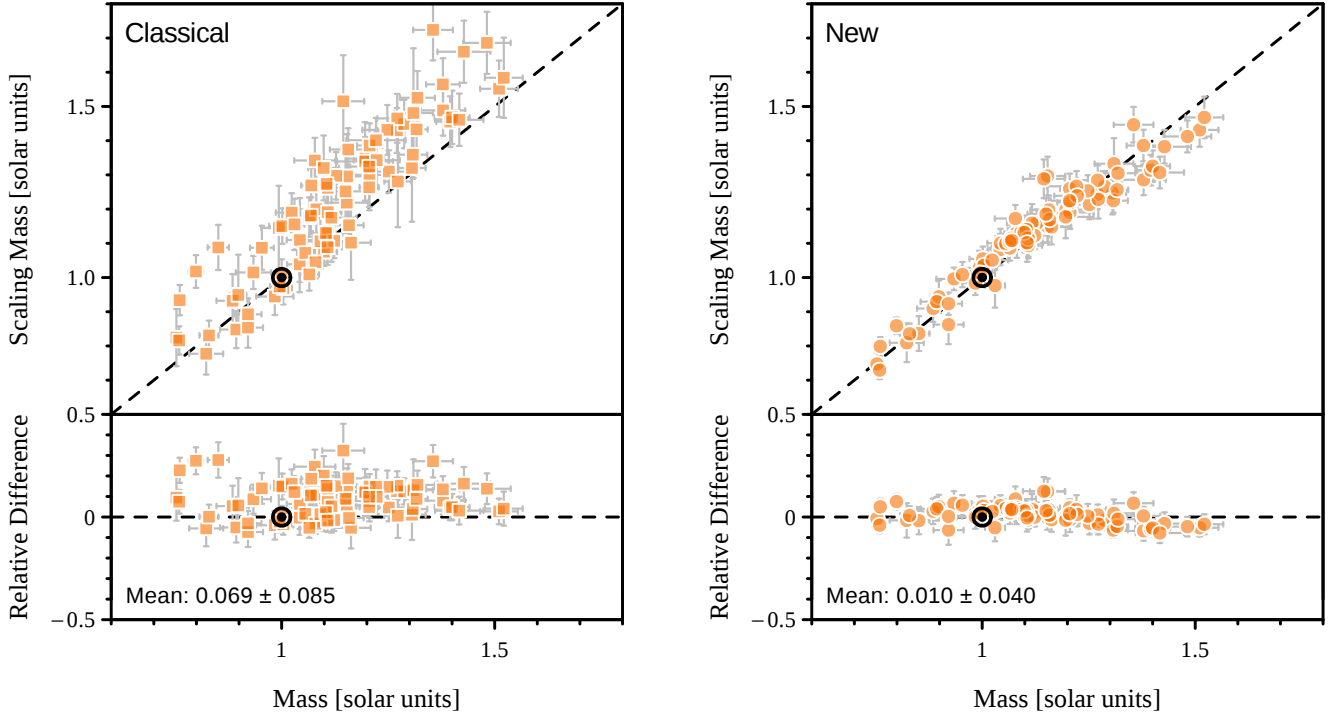 Classical
Scaling Mass [solar units]
1.5
1.0
0.5
Relative Difference
0
−0.5
Mean: 0.069 ± 0.085
1
1.5
Mass [solar units]
New
Scaling Mass [solar units]
1.5
1.0
0.5
Relative Difference
0
−0.5
Mean: 0.010 ± 0.040
1
1.5
Mass [solar units]